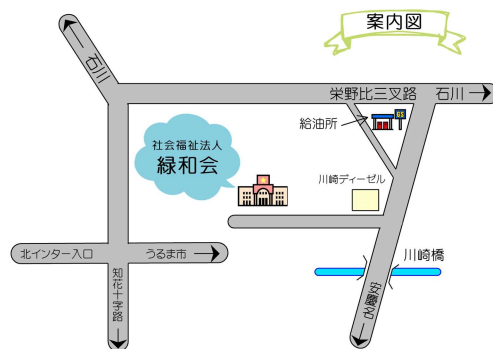 案内図
石川
栄野比三叉路
石川
給油所
GS
社会福祉法人
緑和会
川崎ディーゼル
北インター入口
うるま市
川崎橋
知花十字路
安慶名